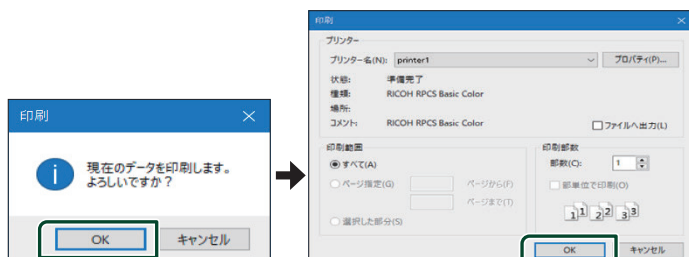 印刷
現在のデータを印刷します。
よろしいですか？
OK キャンセル
印刷
プリンター
プリンター名(N): printer1 プロパティ(P)...
状態: 準備完了
種類: RICOH RPCS Basic Color
場所:
コメント: RICOH RPCS Basic Color ファイルへ出力(L)
印刷範囲 印刷部数
すべて(A) 部数(C): 1
ページ指定(G) ページから(F) 部単位で印刷(O)
ページまで(T)
選択した部分(S) 1 1 2 2 3 3
OK キャンセル